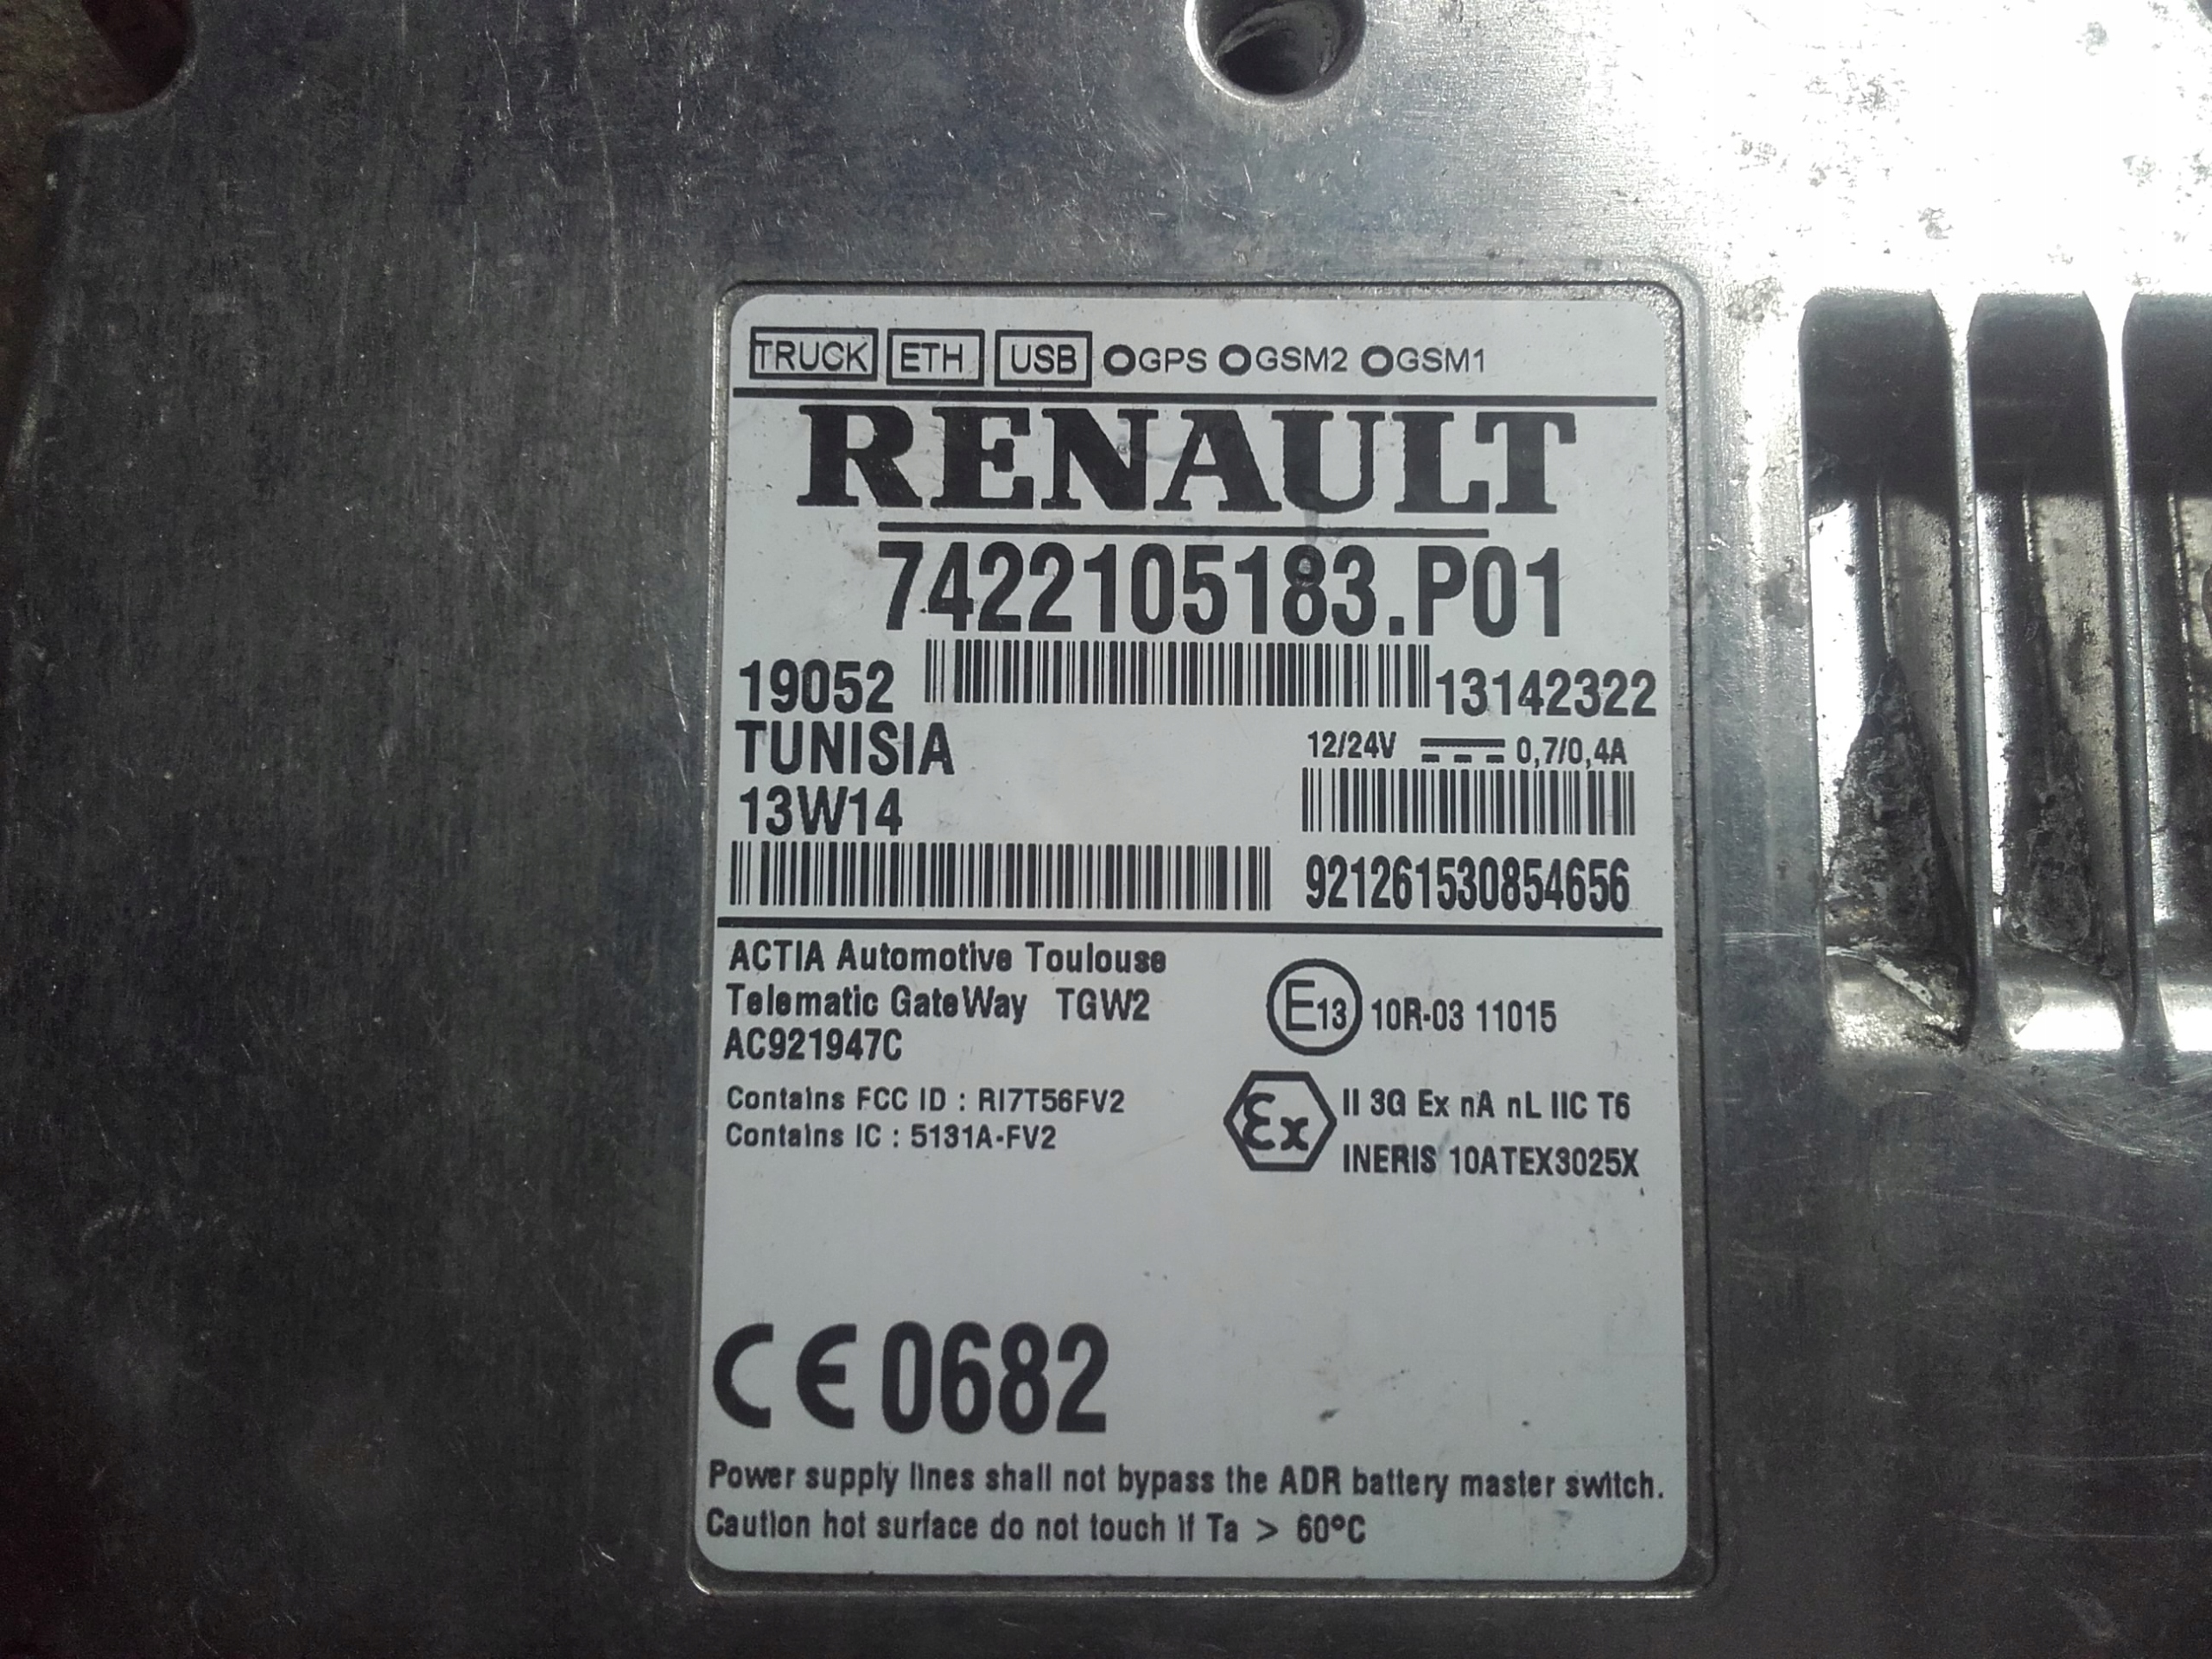 TRUCK ETH USB GPS GSM2 GSM1
RENAULT
7422105183.P01
19052 13142322
TUNISIA 12/24V 0,7/0,4A
13W14
921261530854656
ACTIA Automotive Toulouse
Telematic GateWay TGW2
E13 10R-03 11015
AC921947C
Contains FCC ID : RI7T56FV2
Ex II 3G Ex nA nL IIC T6
Contains IC : 5131A-FV2
INERIS 10ATEX3025X
CE 0682
Power supply lines shall not bypass the ADR battery master switch.
Caution hot surface do not touch if Ta > 60°C